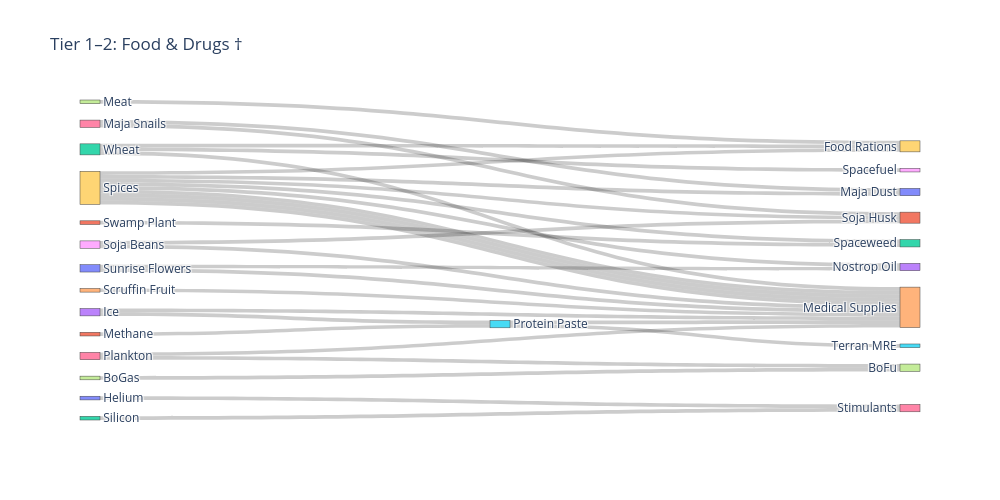 Tier 1–2: Food & Drugs †
Meat
Maja Snails
Wheat
Spices
Swamp Plant
Soja Beans
Sunrise Flowers
Scruffin Fruit
Ice
Methane
Plankton
BoGas
Helium
Silicon
Protein Paste
Food Rations
Spacefuel
Maja Dust
Soja Husk
Spaceweed
Nostrop Oil
Medical Supplies
Terran MRE
BoFu
Stimulants